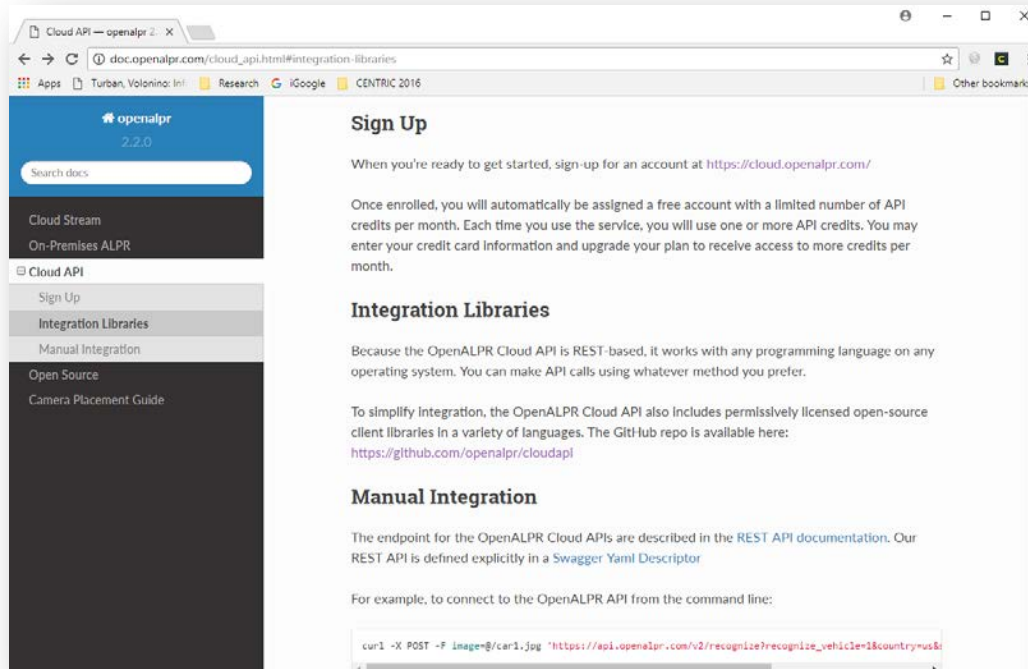 Cloud API — openalpr 2.
doc.openalpr.com/cloud_api.html#integration-libraries
Apps Turban, Volonino: Inf Research iGoogle CENTRIC 2016 Other bookmark
openalpr
2.2.0
Search docs
Cloud Stream
On-Premises ALPR
Cloud API
Sign Up
Integration Libraries
Manual Integration
Open Source
Camera Placement Guide
Sign Up
When you're ready to get started, sign-up for an account at https://cloud.openalpr.com/
Once enrolled, you will automatically be assigned a free account with a limited number of API
credits per month. Each time you use the service, you will use one or more API credits. You may
enter your credit card information and upgrade your plan to receive access to more credits per
month.
Integration Libraries
Because the OpenALPR Cloud API is REST-based, it works with any programming language on any
operating system. You can make API calls using whatever method you prefer.
To simplify integration, the OpenALPR Cloud API also includes permissively licensed open-source
client libraries in a variety of languages. The GitHub repo is available here:
https://github.com/openalpr/cloudapi
Manual Integration
The endpoint for the OpenALPR Cloud APIs are described in the REST API documentation. Our
REST API is defined explicitly in a Swagger Yaml Descriptor
For example, to connect to the OpenALPR API from the command line:
curl -X POST -F image=@/car1.jpg 'https://api.openalpr.com/v2/recognize?recognize_vehicle=1&country=us&s